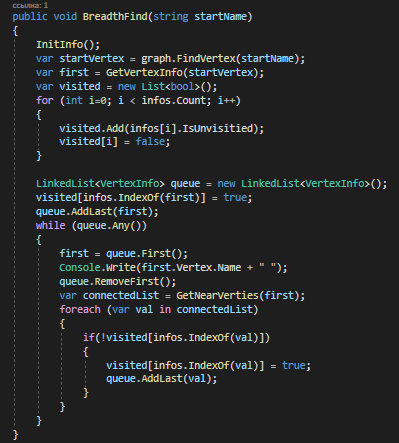 ссылка: 1
public void BreadthFind(string startName)
{
    InitInfo();
    var startVertex = graph.FindVertex(startName);
    var first = GetVertexInfo(startVertex);
    var visited = new List<bool>();
    for (int i=0; i < infos.Count; i++)
    {
        visited.Add(infos[i].IsUnvisitied);
        visited[i] = false;
    }

    LinkedList<VertexInfo> queue = new LinkedList<VertexInfo>();
    visited[infos.IndexOf(first)] = true;
    queue.AddLast(first);
    while (queue.Any())
    {
        first = queue.First();
        Console.Write(first.Vertex.Name + " ");
        queue.RemoveFirst();
        var connectedList = GetNearVerties(first);
        foreach (var val in connectedList)
        {
            if(!visited[infos.IndexOf(val)])
            {
                visited[infos.IndexOf(val)] = true;
                queue.AddLast(val);
            }
        }
    }
}